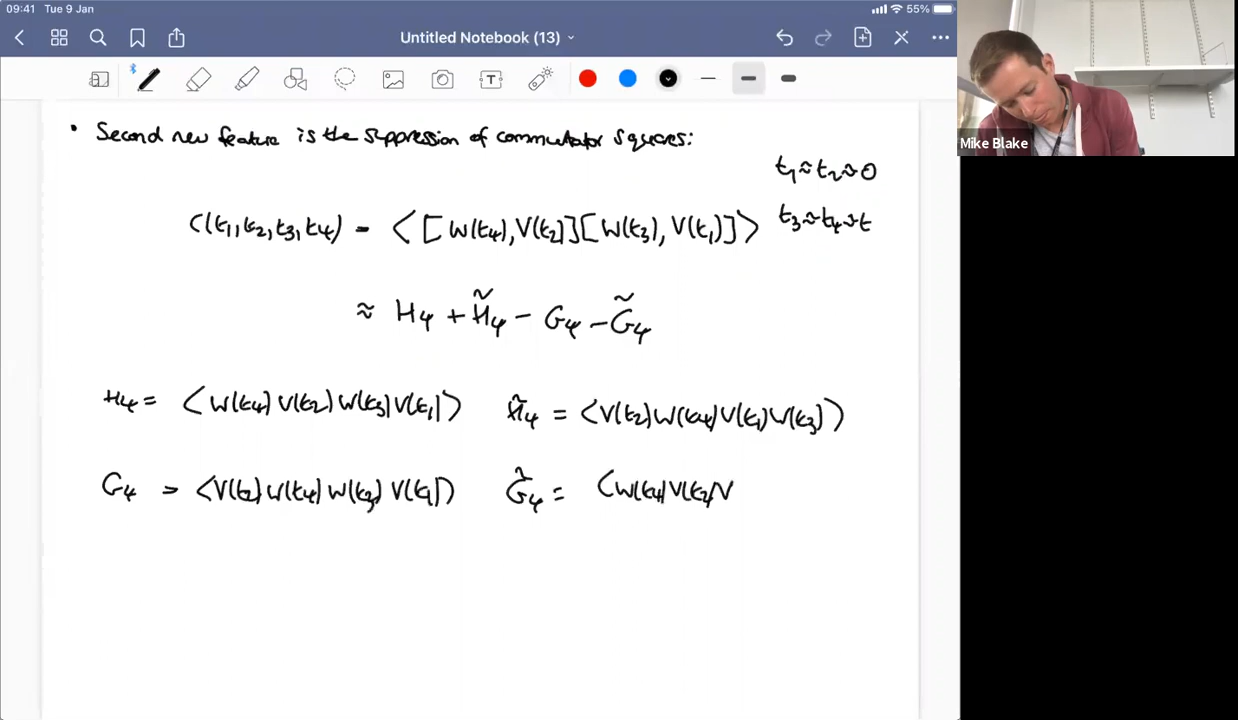 09:41 Tue 9 Jan
55%
Untitled Notebook (13)
T
Mike Blake
• Second new feature is the suppression of commutator squares:
t₁ ≈ t₂ ≈ 0
C(t₁,t₂,t₃,t₄) = ⟨[W(t₄),V(t₂)][W(t₃),V(t₁)]⟩
t₃ ≈ t₄ ≈ t
≈ H₄ + H̃₄ - G₄ - G̃₄
H₄ = ⟨W(t₄)V(t₂)W(t₃)V(t₁)⟩ H̃₄ = ⟨V(t₂)W(t₄)V(t₁)W(t₃)⟩
G₄ = ⟨V(t₂)W(t₄)W(t₃)V(t₁)⟩ G̃₄ = ⟨W(t₄)V(t₂)V